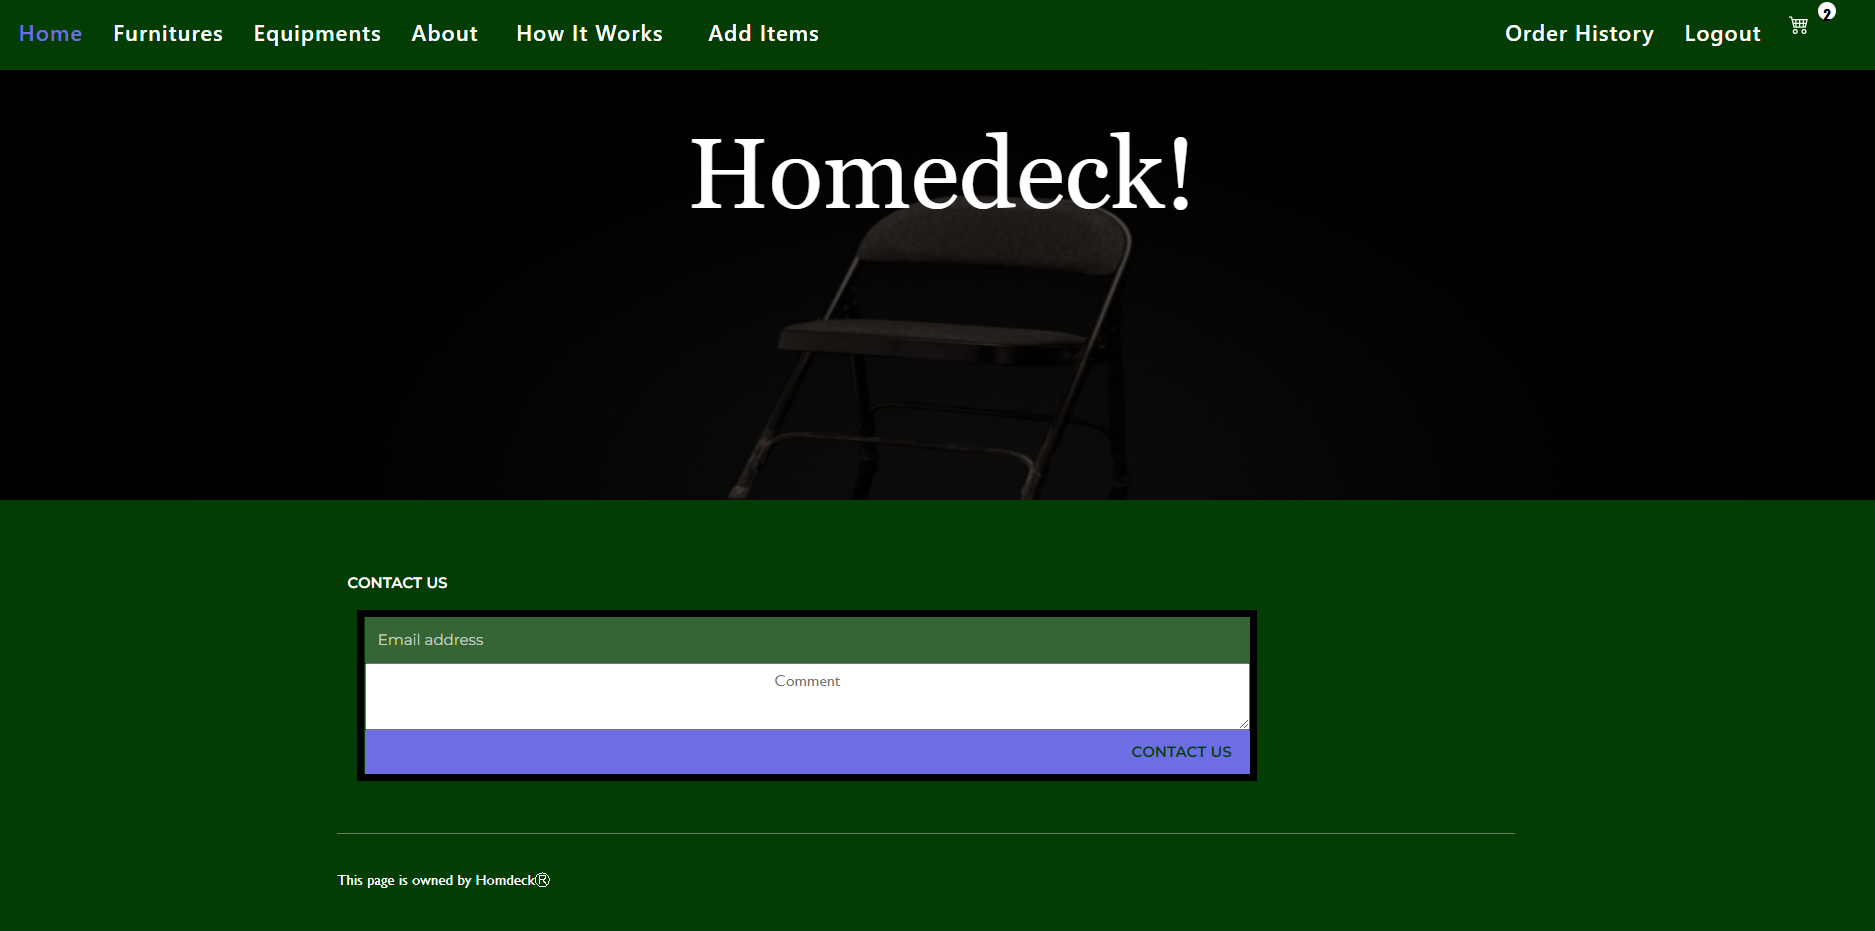 Home Furnitures Equipments About How It Works Add Items Order History Logout 2
Homedeck!
CONTACT US
Email address
Comment
CONTACT US
This page is owned by Homdeck®